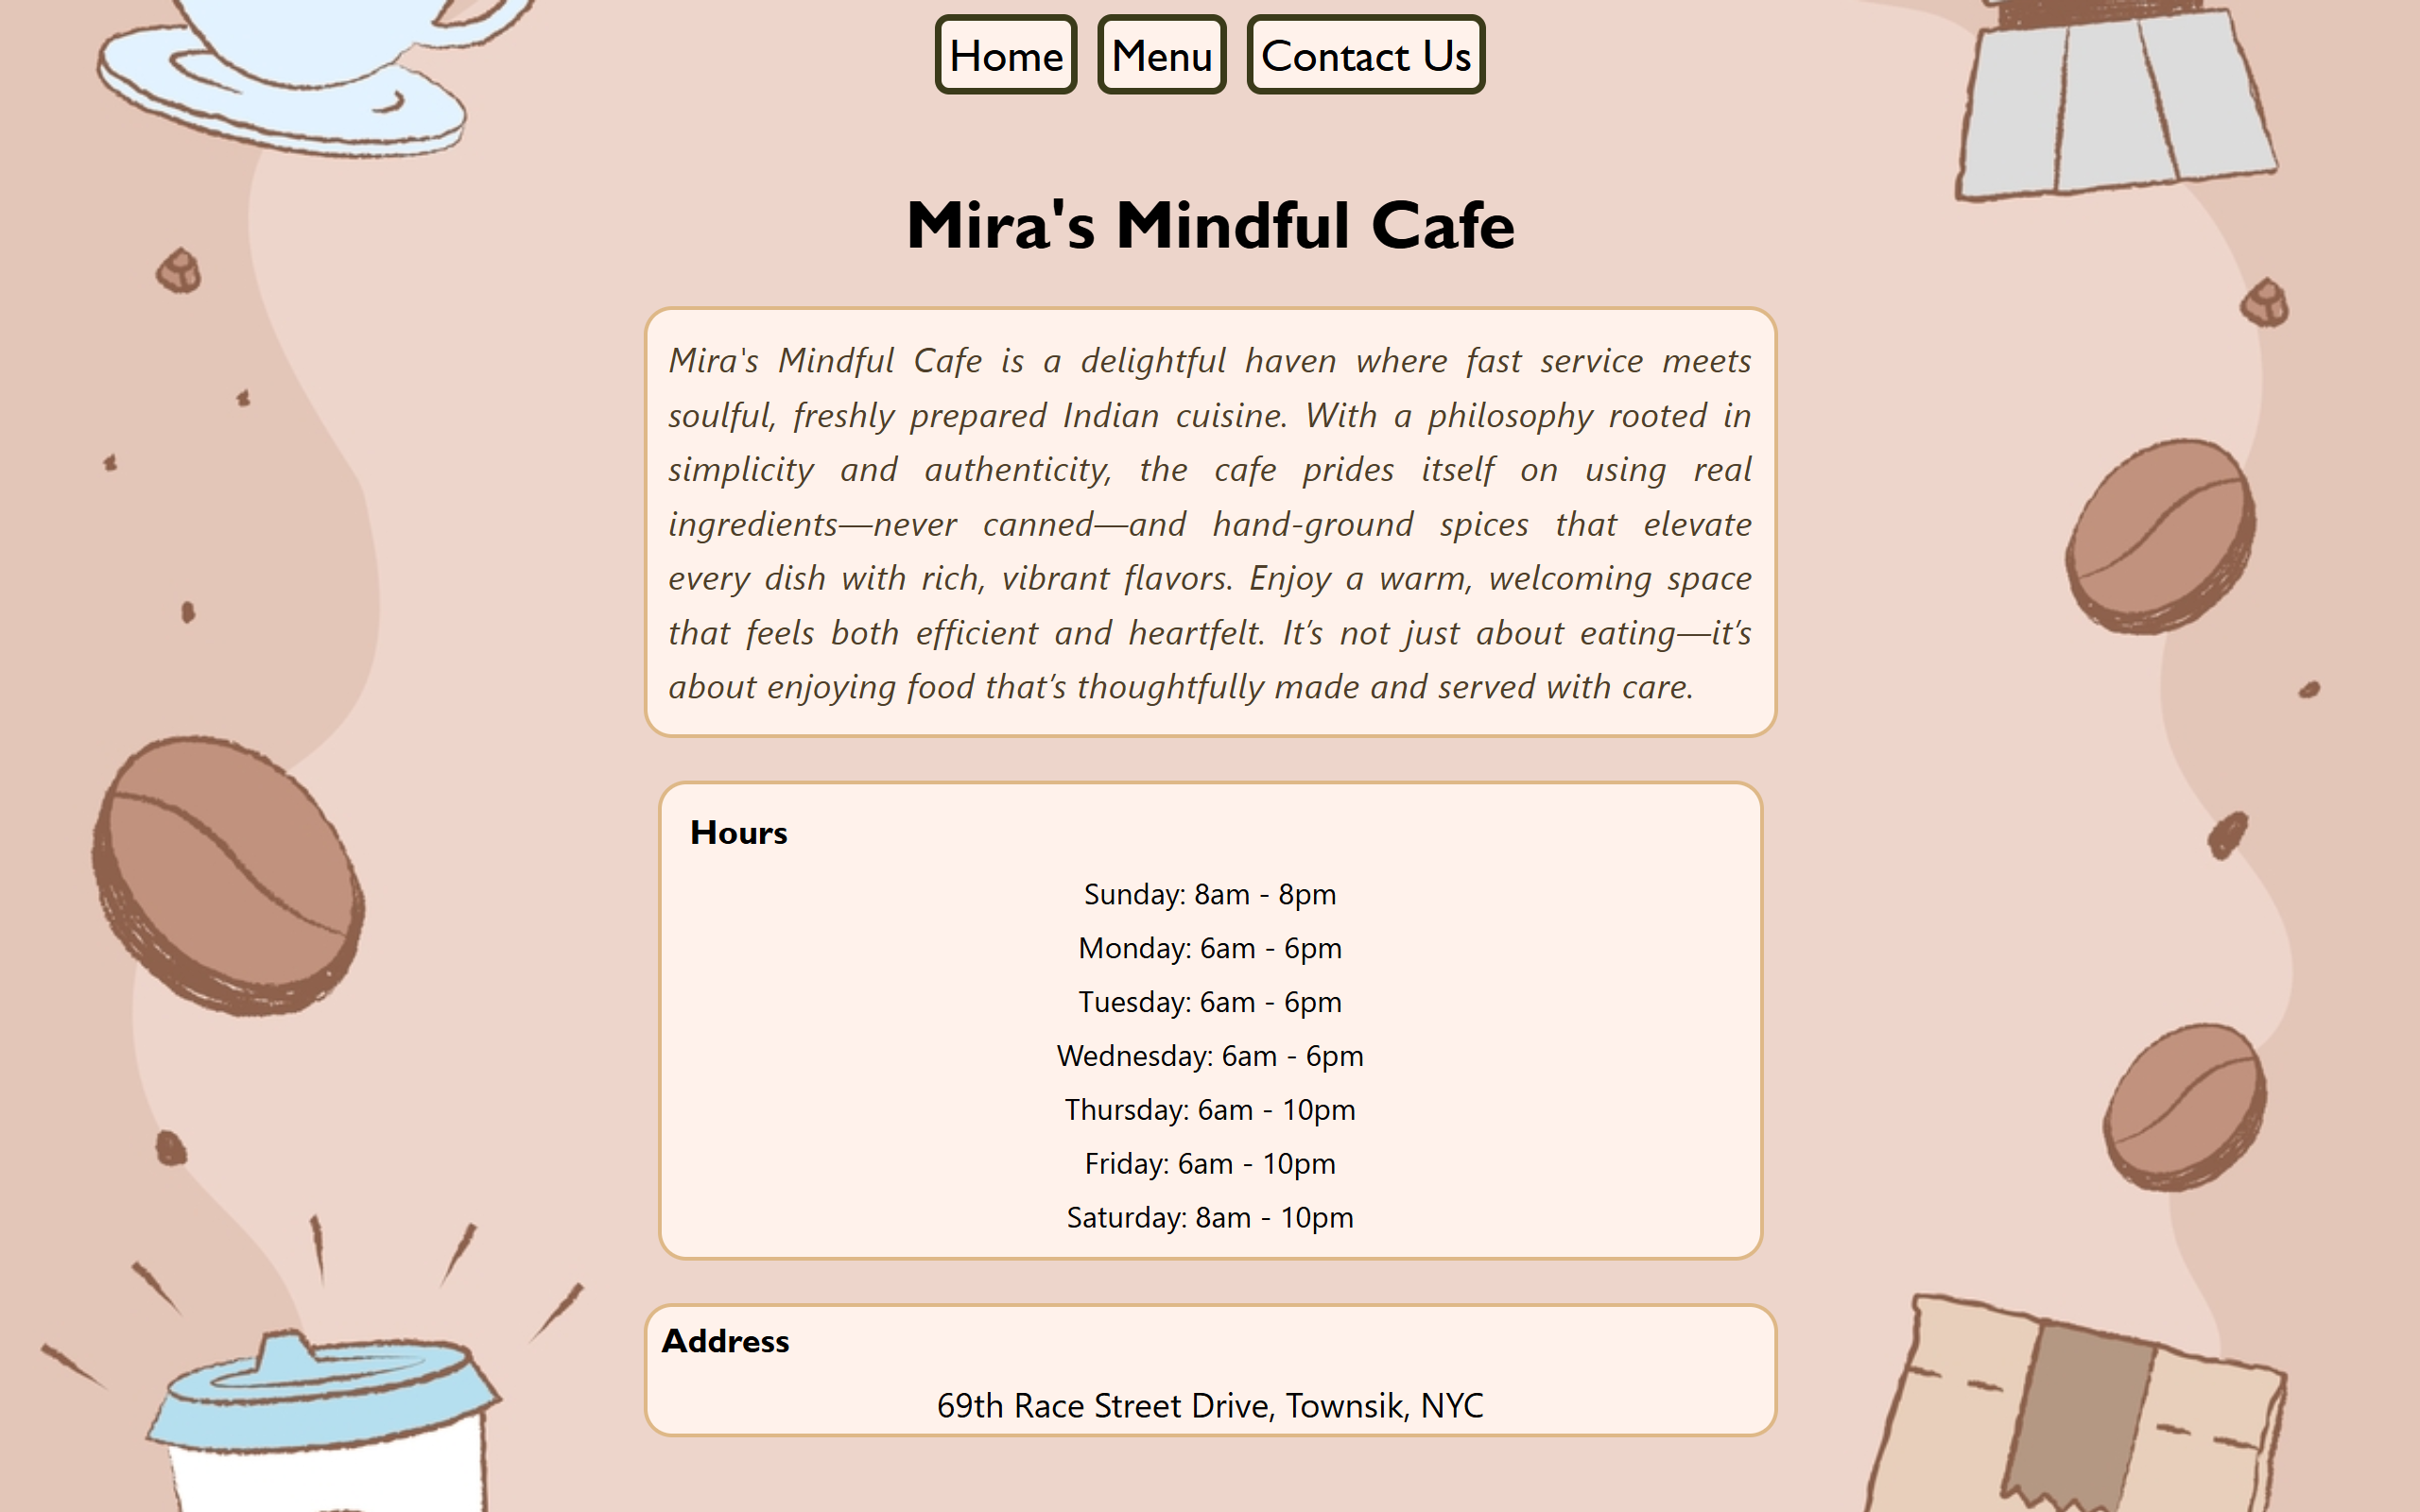 Home Menu Contact Us
Mira's Mindful Cafe
Mira's Mindful Cafe is a delightful haven where fast service meets
soulful, freshly prepared Indian cuisine. With a philosophy rooted in
simplicity and authenticity, the cafe prides itself on using real
ingredients—never canned—and hand-ground spices that elevate
every dish with rich, vibrant flavors. Enjoy a warm, welcoming space
that feels both efficient and heartfelt. It’s not just about eating—it’s
about enjoying food that’s thoughtfully made and served with care.
Hours
Sunday: 8am - 8pm
Monday: 6am - 6pm
Tuesday: 6am - 6pm
Wednesday: 6am - 6pm
Thursday: 6am - 10pm
Friday: 6am - 10pm
Saturday: 8am - 10pm
Address
69th Race Street Drive, Townsik, NYC